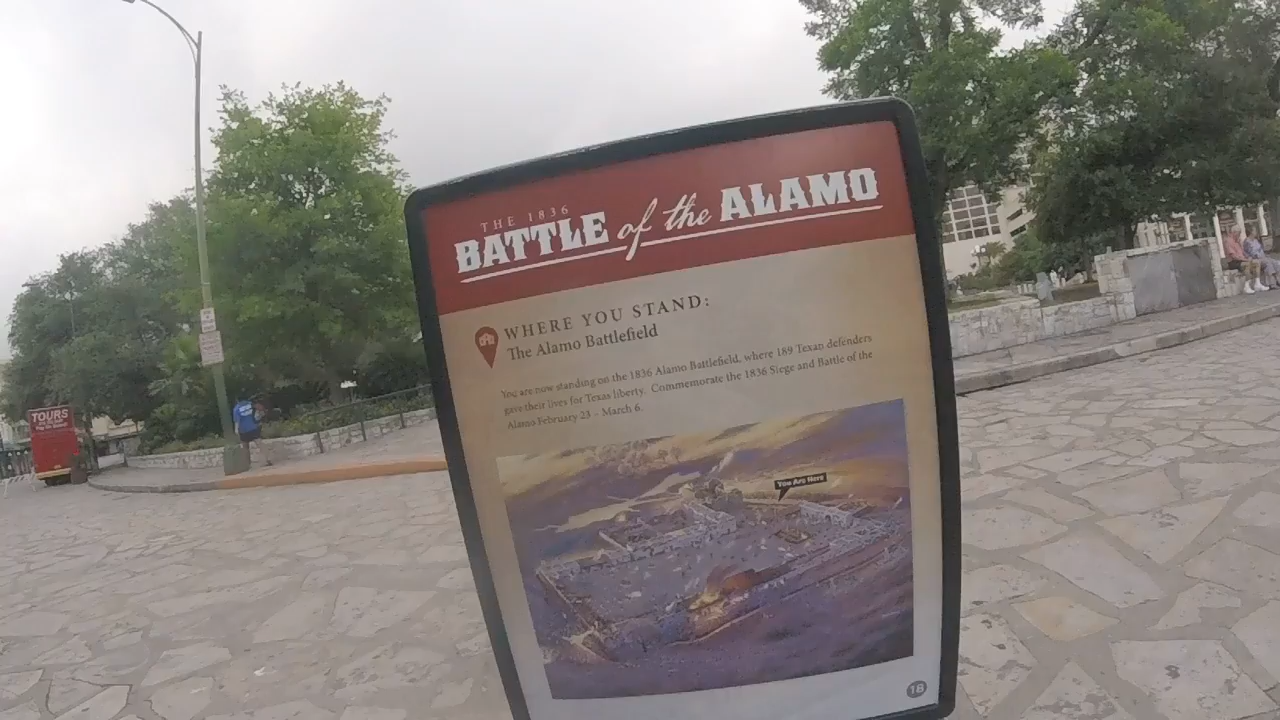 THE 1836
BATTLE of the ALAMO
WHERE YOU STAND:
The Alamo Battlefield
You are now standing on the 1836 Alamo Battlefield, where 189 Texan defenders
gave their lives for Texas liberty. Commemorate the 1836 Siege and Battle of the
Alamo February 23 - March 6.
You Are Here
18
TOURS